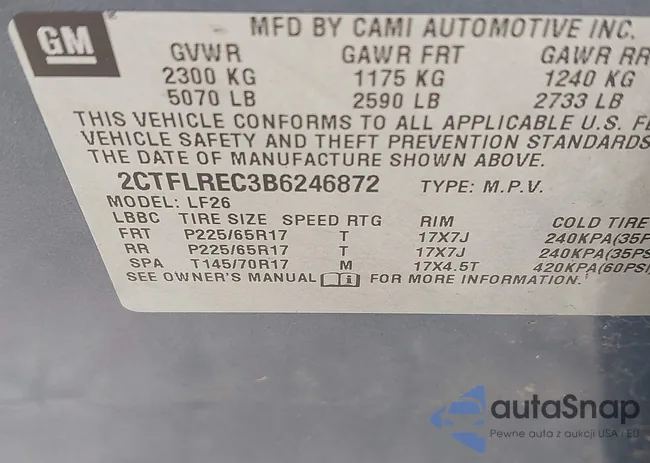 GM
MFD BY CAMI AUTOMOTIVE INC.
GVWR GAWR FRT GAWR RR
2300 KG 1175 KG 1240 KG
5070 LB 2590 LB 2733 LB
THIS VEHICLE CONFORMS TO ALL APPLICABLE U.S. FE
VEHICLE SAFETY AND THEFT PREVENTION STANDARDS
THE DATE OF MANUFACTURE SHOWN ABOVE.
2CTFLREC3B6246872 TYPE: M.P.V.
MODEL: LF26
LBBC TIRE SIZE SPEED RTG RIM COLD TIRE
FRT P225/65R17 T 17X7J 240KPA(35P
RR P225/65R17 T 17X7J 240KPA(35PS
SPA T145/70R17 M 17X4.5T 420KPA(60PSI)
SEE OWNER'S MANUAL FOR MORE INFORMATION.
autaSnap
Pewne auta z aukcji USA i EU